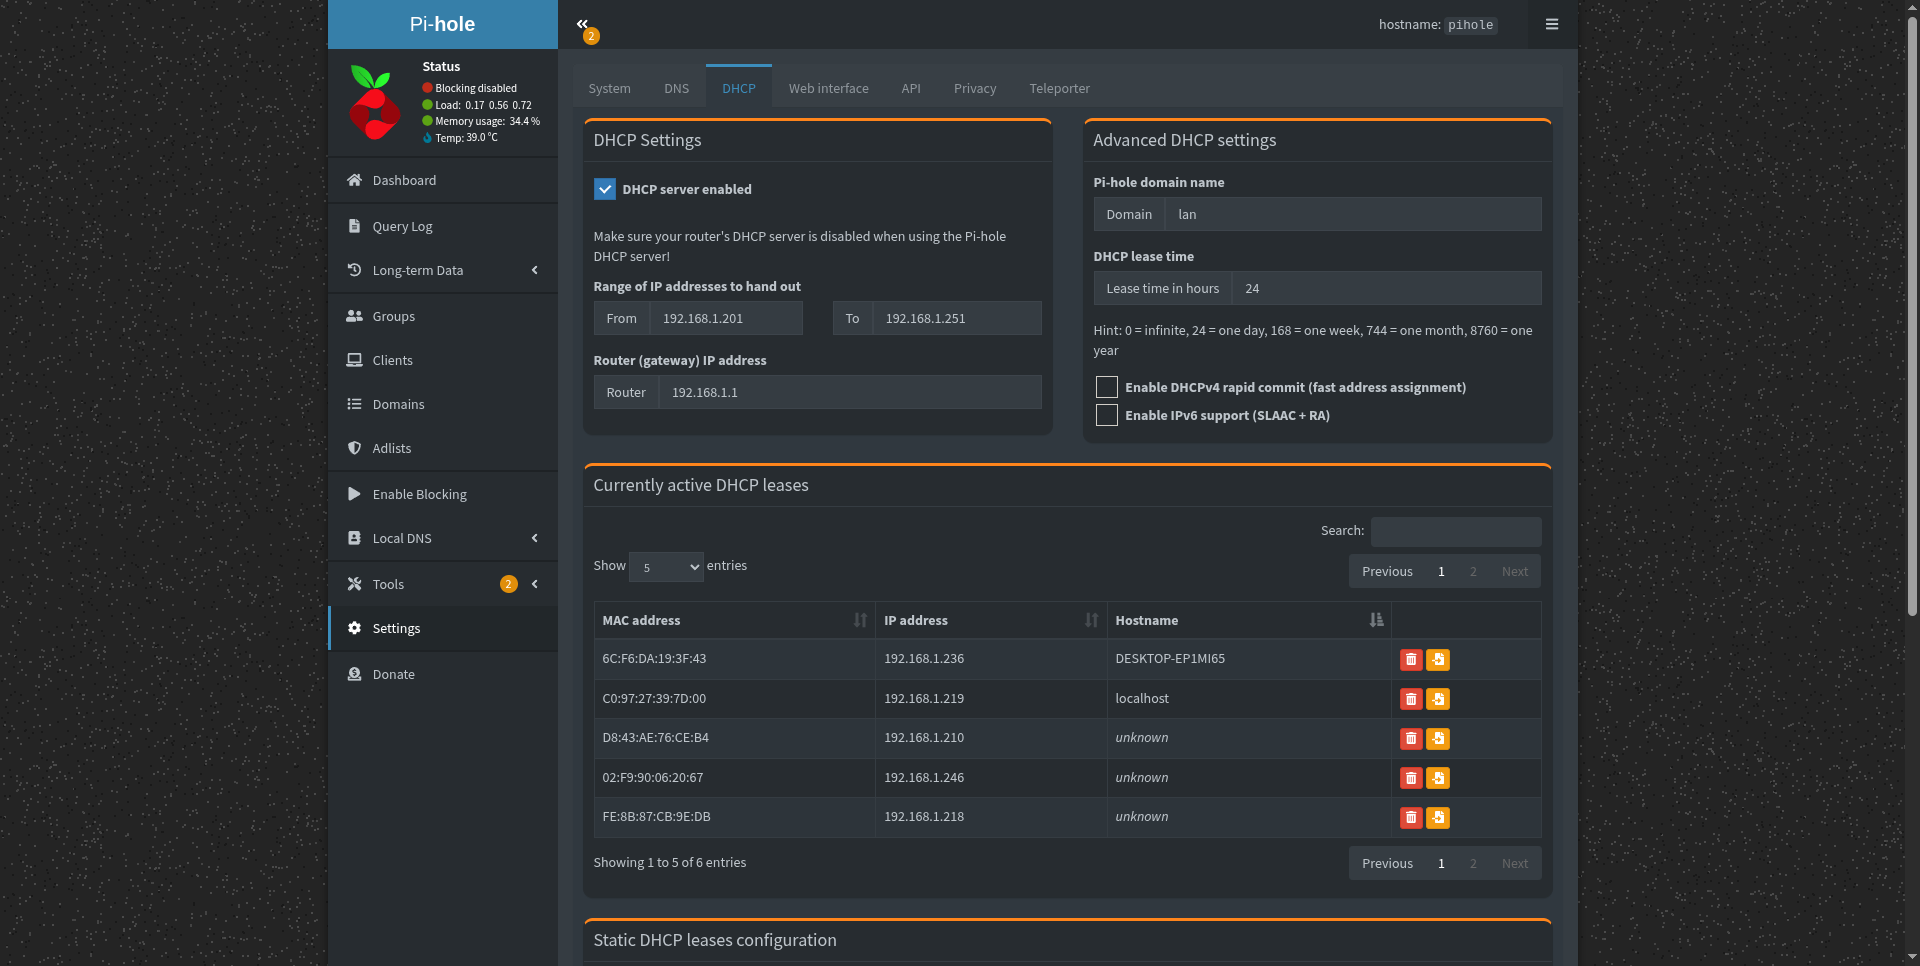 Pi-hole
2
hostname: pihole
Status
Blocking disabled
Load: 0.17 0.56 0.72
Memory usage: 34.4 %
Temp: 39.0 °C
Dashboard
Query Log
Long-term Data
Groups
Clients
Domains
Adlists
Enable Blocking
Local DNS
Tools 2
Settings
Donate
System DNS DHCP Web interface API Privacy Teleporter
DHCP Settings
DHCP server enabled
Make sure your router's DHCP server is disabled when using the Pi-hole
DHCP server!
Range of IP addresses to hand out
From 192.168.1.201 To 192.168.1.251
Router (gateway) IP address
Router 192.168.1.1
Advanced DHCP settings
Pi-hole domain name
Domain lan
DHCP lease time
Lease time in hours 24
Hint: 0 = infinite, 24 = one day, 168 = one week, 744 = one month, 8760 = one
year
Enable DHCPv4 rapid commit (fast address assignment)
Enable IPv6 support (SLAAC + RA)
Currently active DHCP leases
Search:
Show 5 entries
Previous 1 2 Next
MAC address IP address Hostname
6C:F6:DA:19:3F:43 192.168.1.236 DESKTOP-EP1MI65
C0:97:27:39:7D:00 192.168.1.219 localhost
D8:43:AE:76:CE:B4 192.168.1.210 unknown
02:F9:90:06:20:67 192.168.1.246 unknown
FE:8B:87:CB:9E:DB 192.168.1.218 unknown
Showing 1 to 5 of 6 entries
Previous 1 2 Next
Static DHCP leases configuration